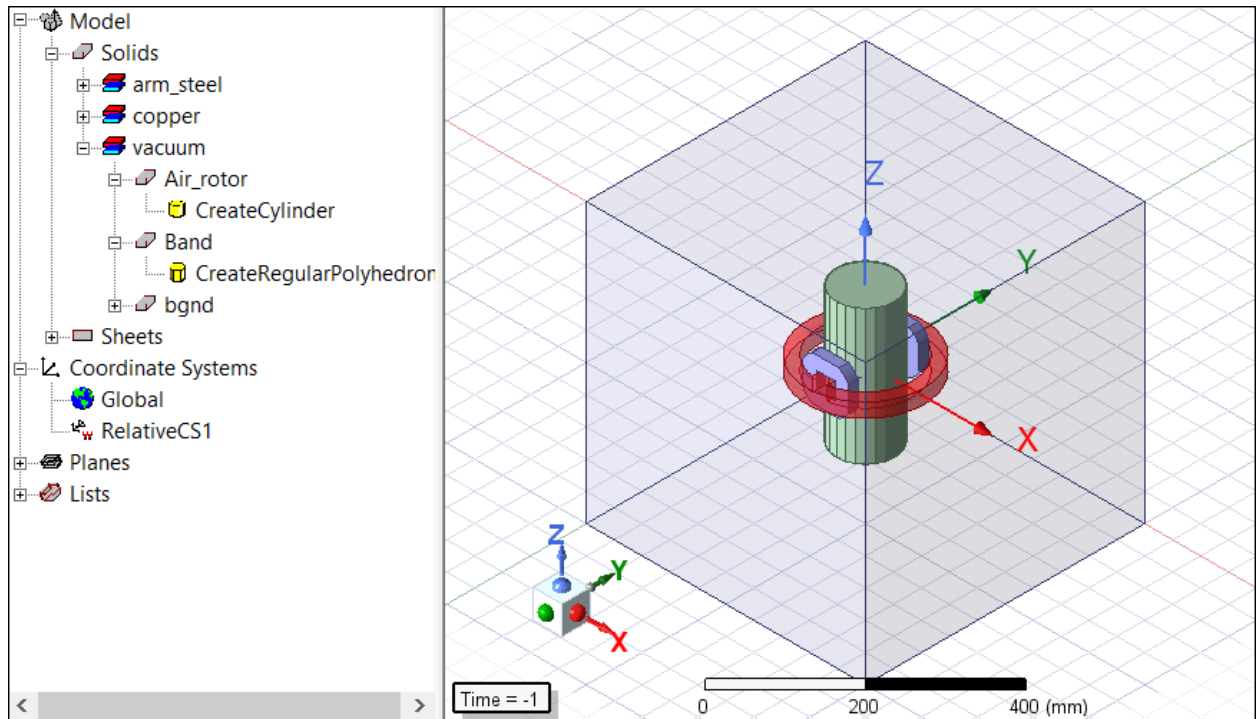 Model
Solids
arm_steel
copper
vacuum
Air_rotor
CreateCylinder
Band
CreateRegularPolyhedron
bgnd
Sheets
Coordinate Systems
Global
RelativeCS1
Planes
Lists
Z
Y
X
Z
Y
X
Time = -1
0 200 400 (mm)